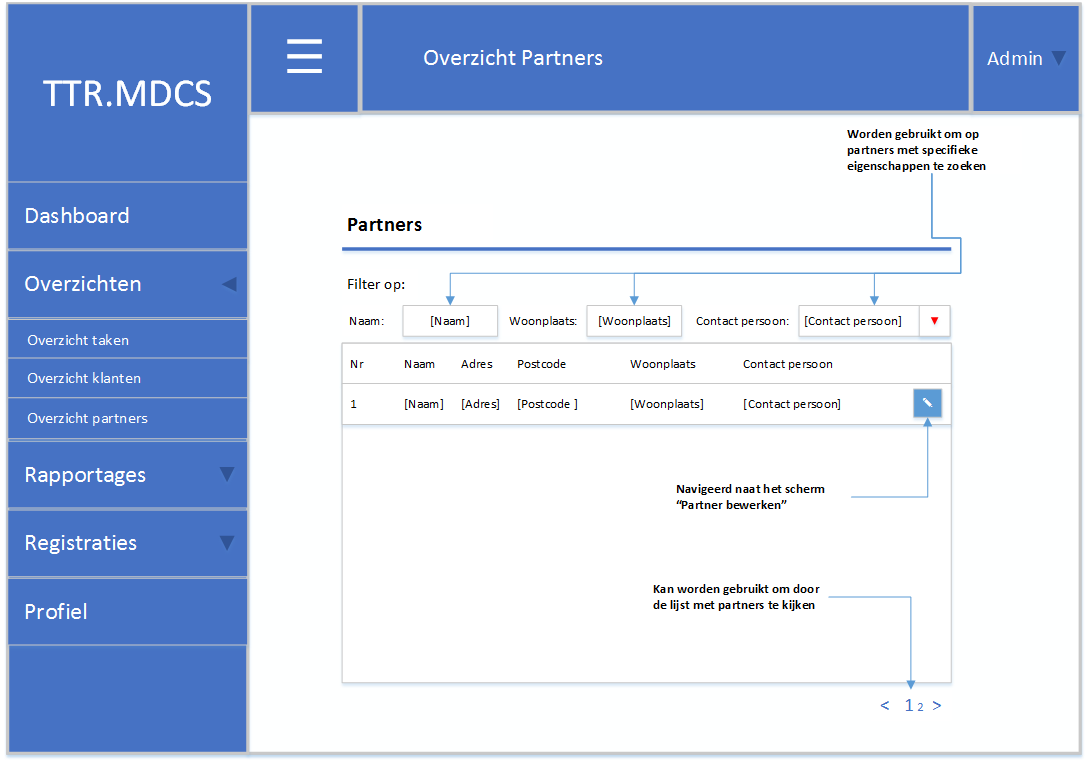 TTR.MDCS
Overzicht Partners
Admin
Dashboard
Overzichten
Overzicht taken
Overzicht klanten
Overzicht partners
Rapportages
Registraties
Profiel
Worden gebruikt om op
partners met specifieke
eigenschappen te zoeken
Partners
Filter op:
Naam: [Naam] Woonplaats: [Woonplaats] Contact persoon: [Contact persoon]
Nr Naam Adres Postcode Woonplaats Contact persoon
1 [Naam] [Adres] [Postcode ] [Woonplaats] [Contact persoon]
Navigeerd naat het scherm
“Partner bewerken”
Kan worden gebruikt om door
de lijst met partners te kijken
< 1 2 >